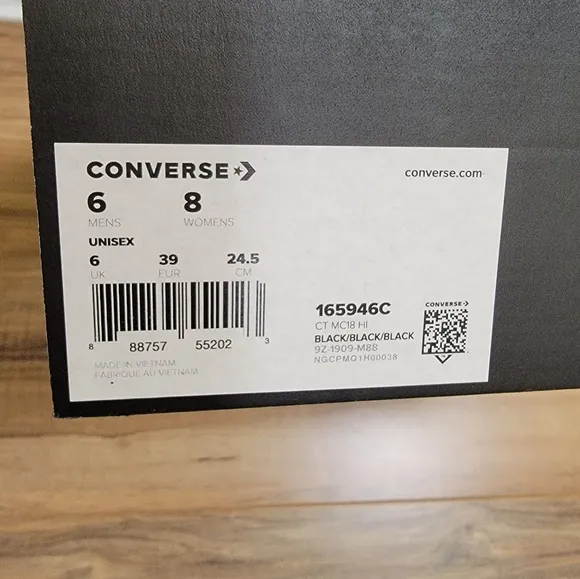 CONVERSE
converse.com
6 8
MENS WOMENS
UNISEX
6 39 24.5
UK EUR CM
8 88757 55202 3
MADE IN VIETNAM
FABRIQUE AU VIETNAM
165946C
CT MC18 HI
BLACK/BLACK/BLACK
9Z-1909-M88
NGCPMQ1H00038
CONVERSE